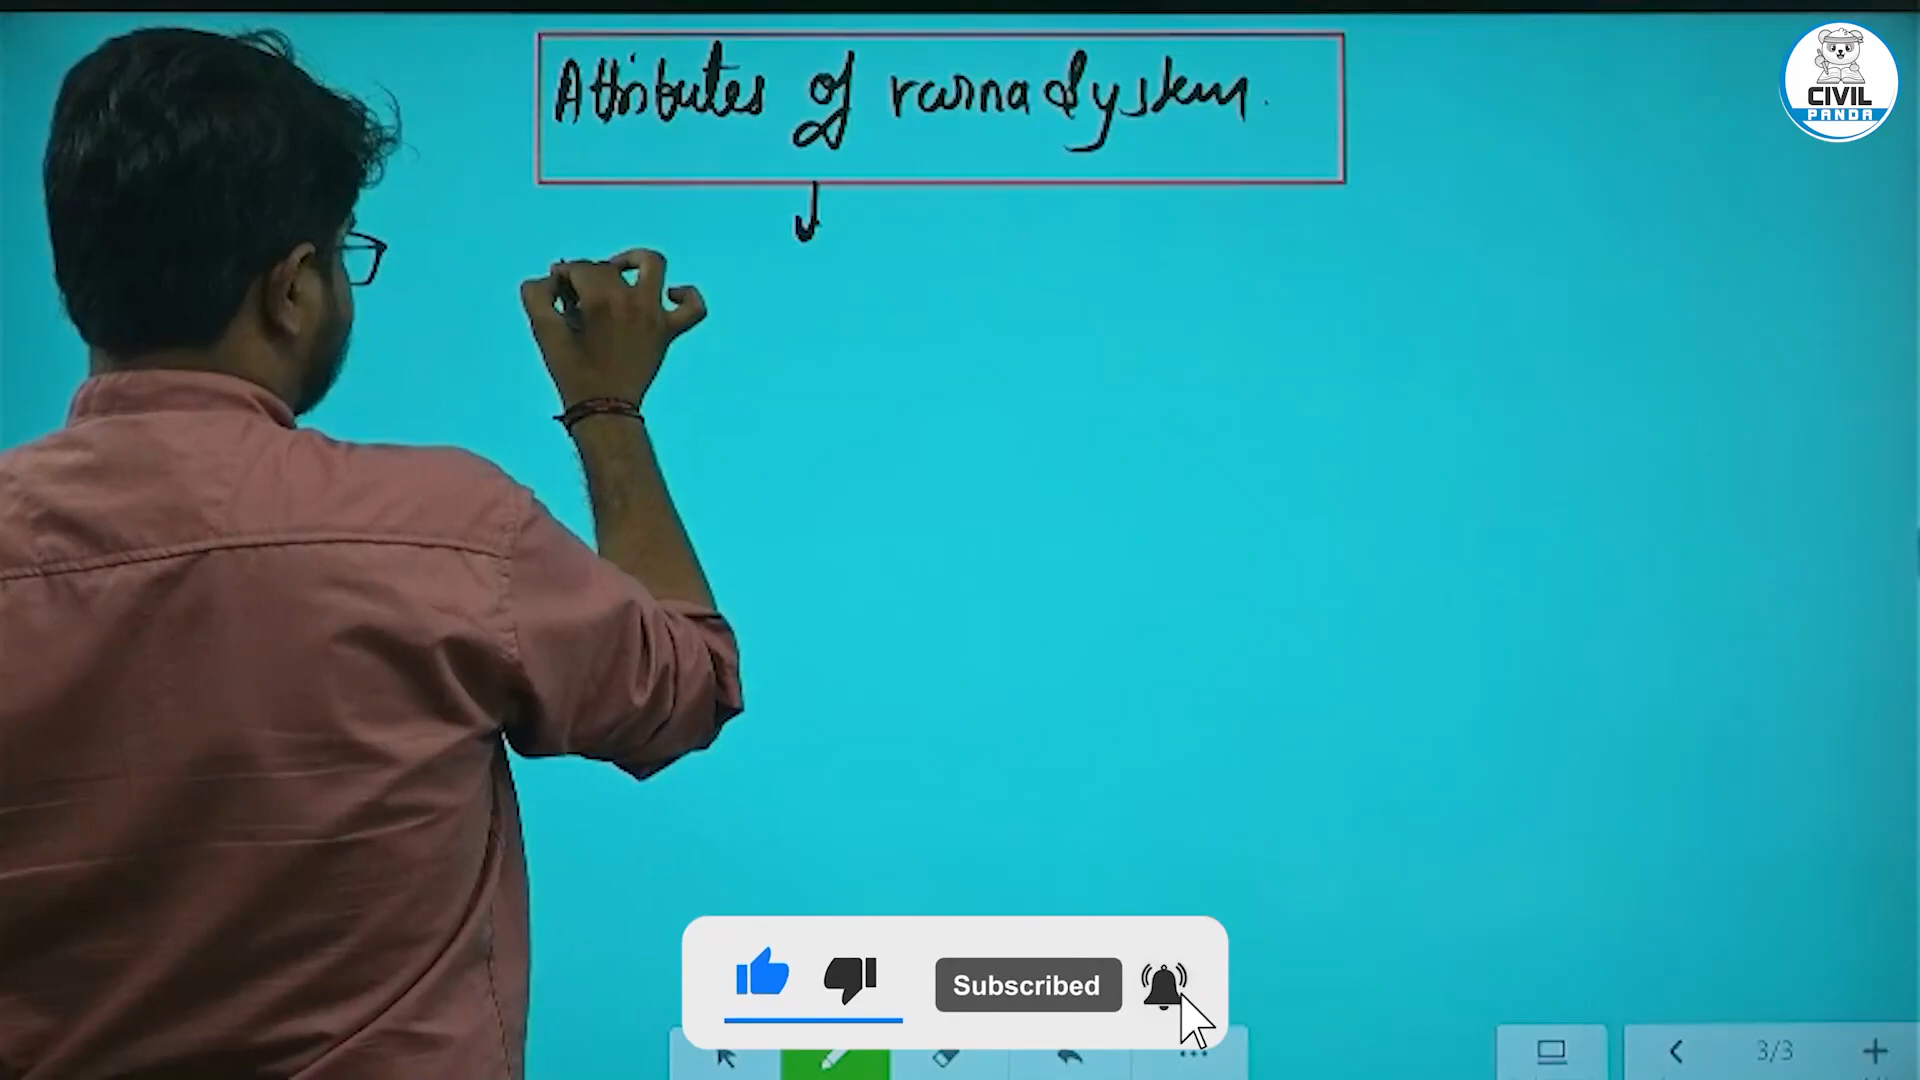 Attributes of varna System.
CIVIL
PANDA
Subscribed
3/3